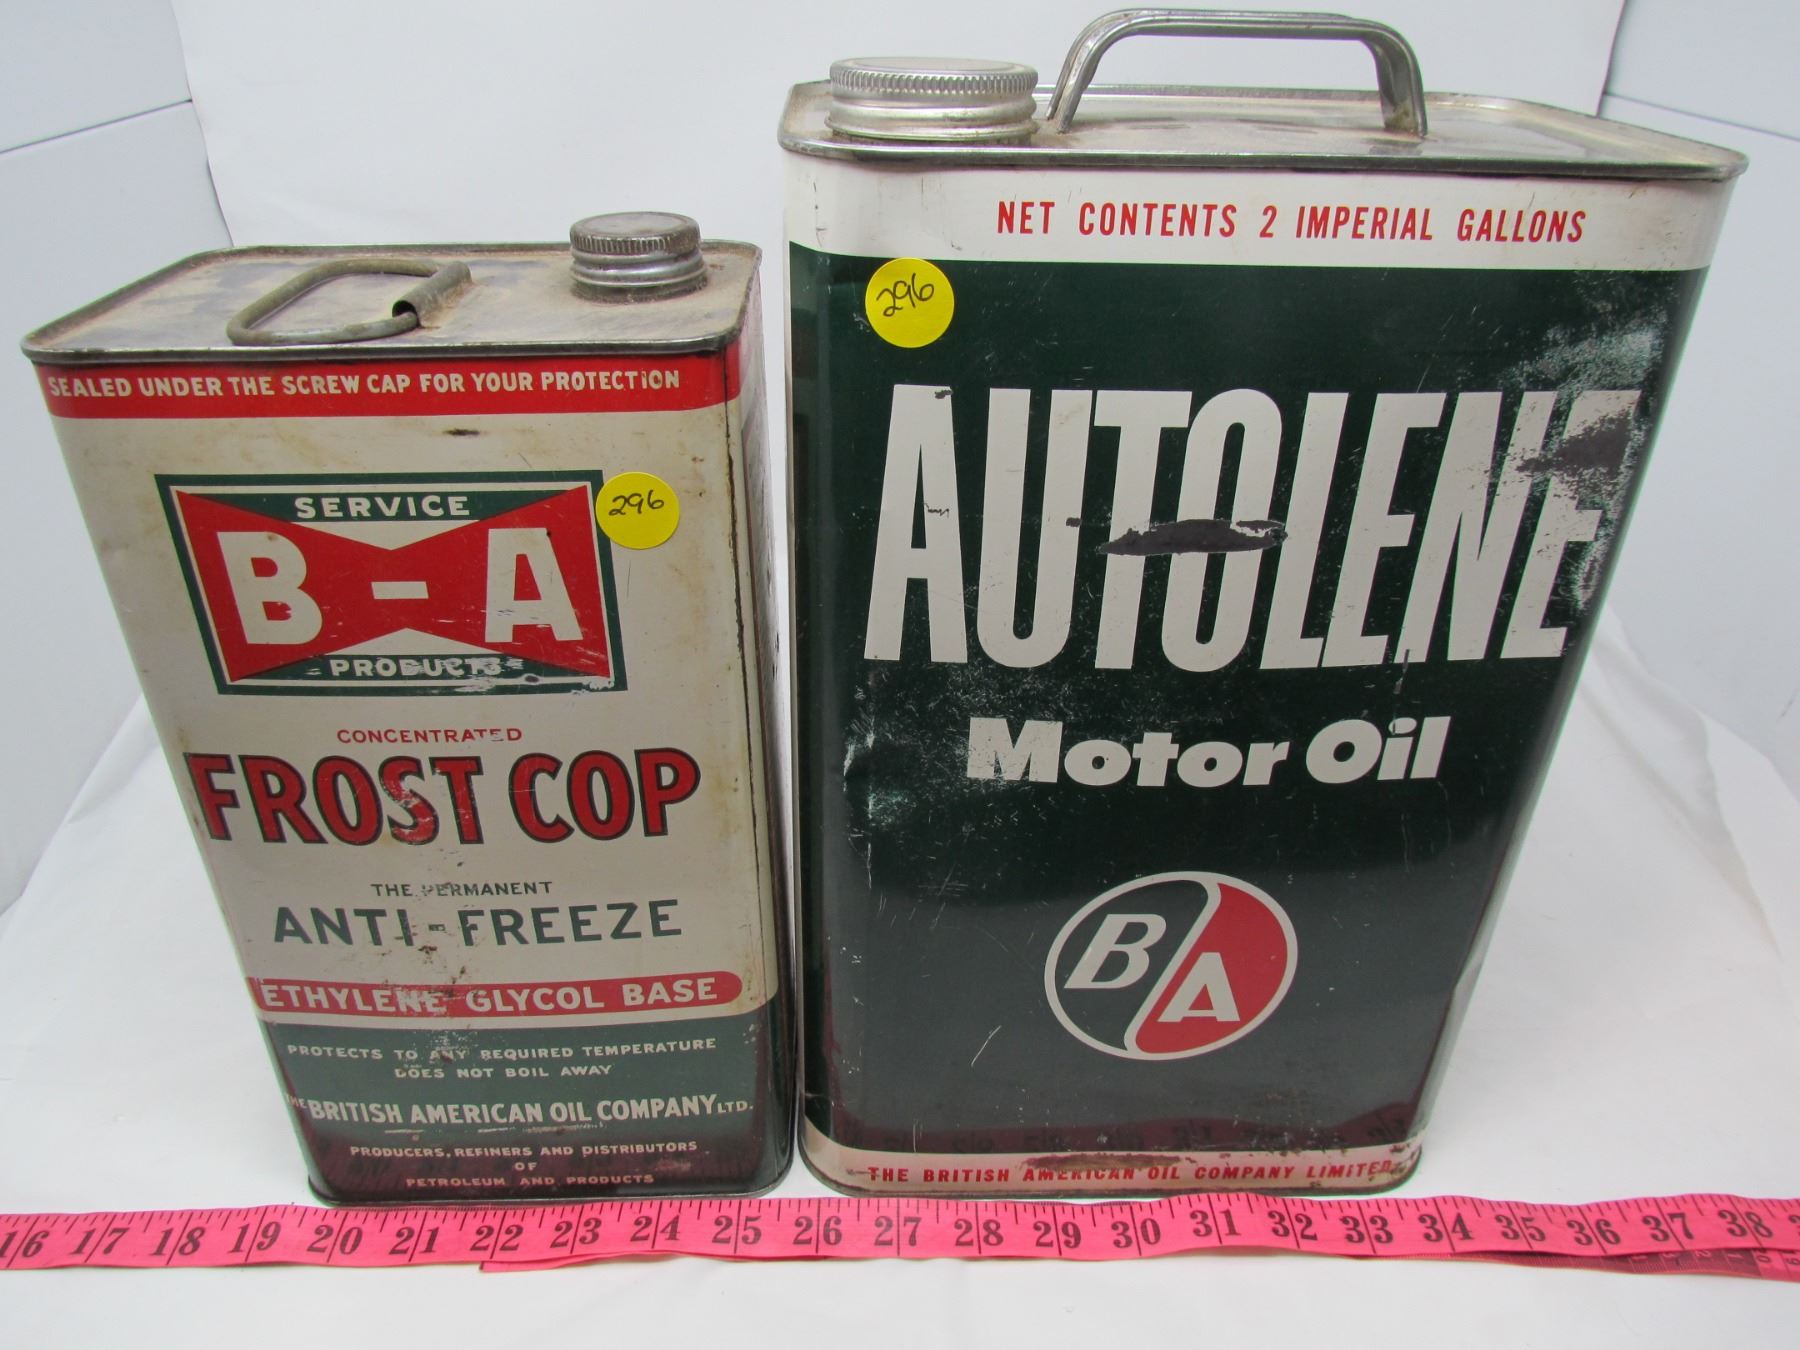 SEALED UNDER THE SCREW CAP FOR YOUR PROTECTION
SERVICE
B-A
PRODUCTS
296
CONCENTRATED
FROST COP
THE PERMANENT
ANTI-FREEZE
ETHYLENE GLYCOL BASE
PROTECTS TO ANY REQUIRED TEMPERATURE
DOES NOT BOIL AWAY
THE BRITISH AMERICAN OIL COMPANY LTD.
PRODUCERS, REFINERS AND DISTRIBUTORS
OF
PETROLEUM AND PRODUCTS
NET CONTENTS 2 IMPERIAL GALLONS
296
AUTOLENE
Motor Oil
BA
THE BRITISH AMERICAN OIL COMPANY LIMITED
16 17 18 19 20 21 22 23 24 25 26 27 28 29 30 31 32 33 34 35 36 37 38